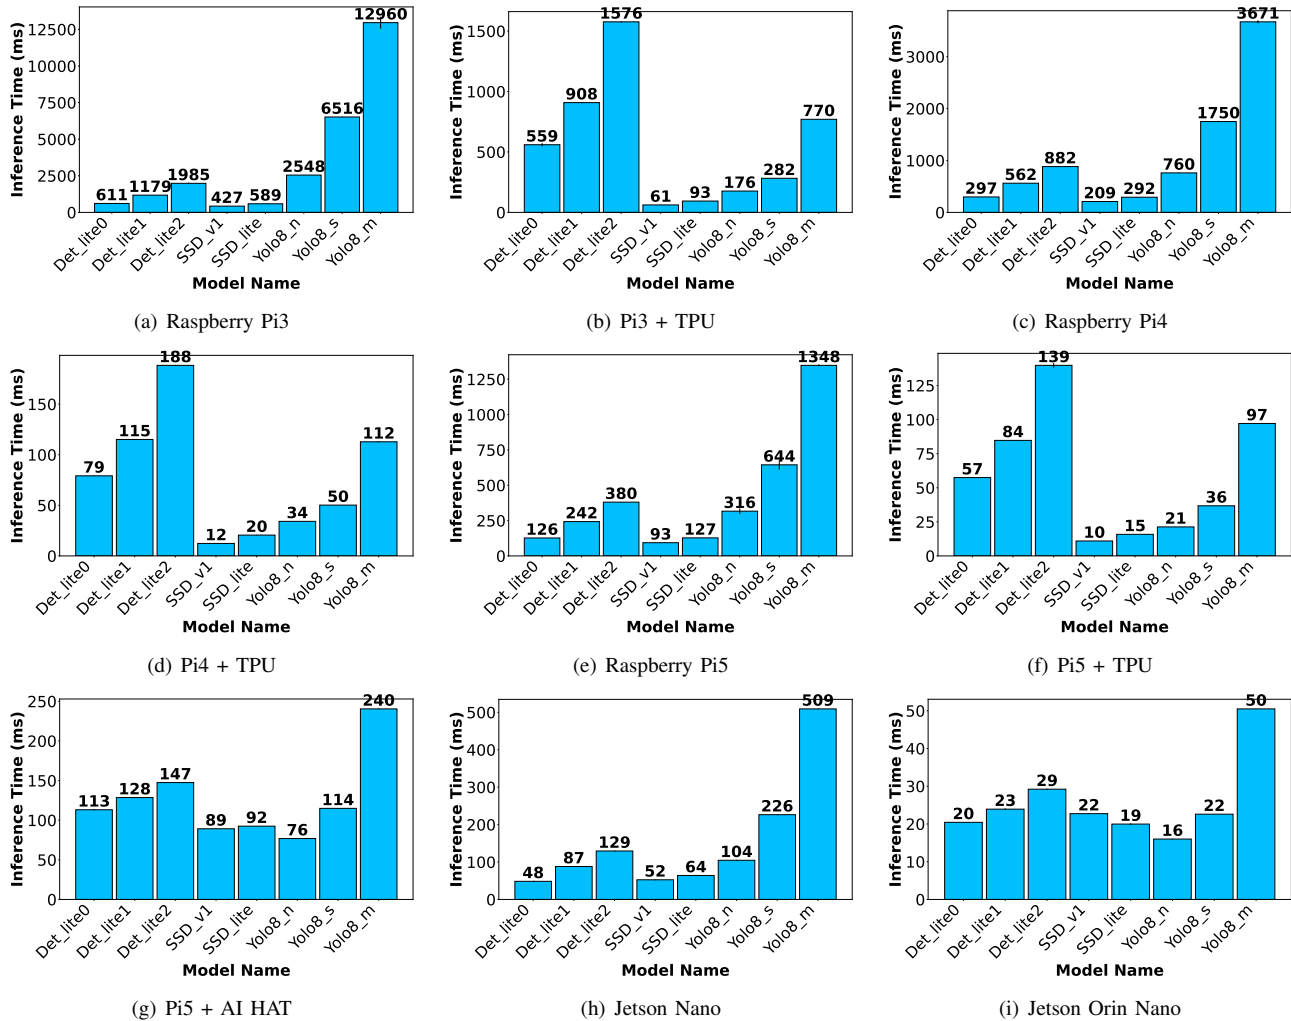 Inference Time (ms)
12500
10000
7500
5000
2500
0
611
1179
1985
427
589
2548
6516
12960
Det_lite0
Det_lite1
Det_lite2
SSD_v1
SSD_lite
Yolo8_n
Yolo8_s
Yolo8_m
Model Name
(a) Raspberry Pi3
Inference Time (ms)
1500
1000
500
0
559
908
1576
61
93
176
282
770
Det_lite0
Det_lite1
Det_lite2
SSD_v1
SSD_lite
Yolo8_n
Yolo8_s
Yolo8_m
Model Name
(b) Pi3 + TPU
Inference Time (ms)
3000
2000
1000
0
297
562
882
209
292
760
1750
3671
Det_lite0
Det_lite1
Det_lite2
SSD_v1
SSD_lite
Yolo8_n
Yolo8_s
Yolo8_m
Model Name
(c) Raspberry Pi4
Inference Time (ms)
150
100
50
0
79
115
188
12
20
34
50
112
Det_lite0
Det_lite1
Det_lite2
SSD_v1
SSD_lite
Yolo8_n
Yolo8_s
Yolo8_m
Model Name
(d) Pi4 + TPU
Inference Time (ms)
1250
1000
750
500
250
0
126
242
380
93
127
316
644
1348
Det_lite0
Det_lite1
Det_lite2
SSD_v1
SSD_lite
Yolo8_n
Yolo8_s
Yolo8_m
Model Name
(e) Raspberry Pi5
Inference Time (ms)
125
100
75
50
25
0
57
84
139
10
15
21
36
97
Det_lite0
Det_lite1
Det_lite2
SSD_v1
SSD_lite
Yolo8_n
Yolo8_s
Yolo8_m
Model Name
(f) Pi5 + TPU
Inference Time (ms)
250
200
150
100
50
0
113
128
147
89
92
76
114
240
Det_lite0
Det_lite1
Det_lite2
SSD_v1
SSD_lite
Yolo8_n
Yolo8_s
Yolo8_m
Model Name
(g) Pi5 + AI HAT
Inference Time (ms)
500
400
300
200
100
0
48
87
129
52
64
104
226
509
Det_lite0
Det_lite1
Det_lite2
SSD_v1
SSD_lite
Yolo8_n
Yolo8_s
Yolo8_m
Model Name
(h) Jetson Nano
Inference Time (ms)
50
40
30
20
10
0
20
23
29
22
19
16
22
50
Det_lite0
Det_lite1
Det_lite2
SSD_v1
SSD_lite
Yolo8_n
Yolo8_s
Yolo8_m
Model Name
(i) Jetson Orin Nano